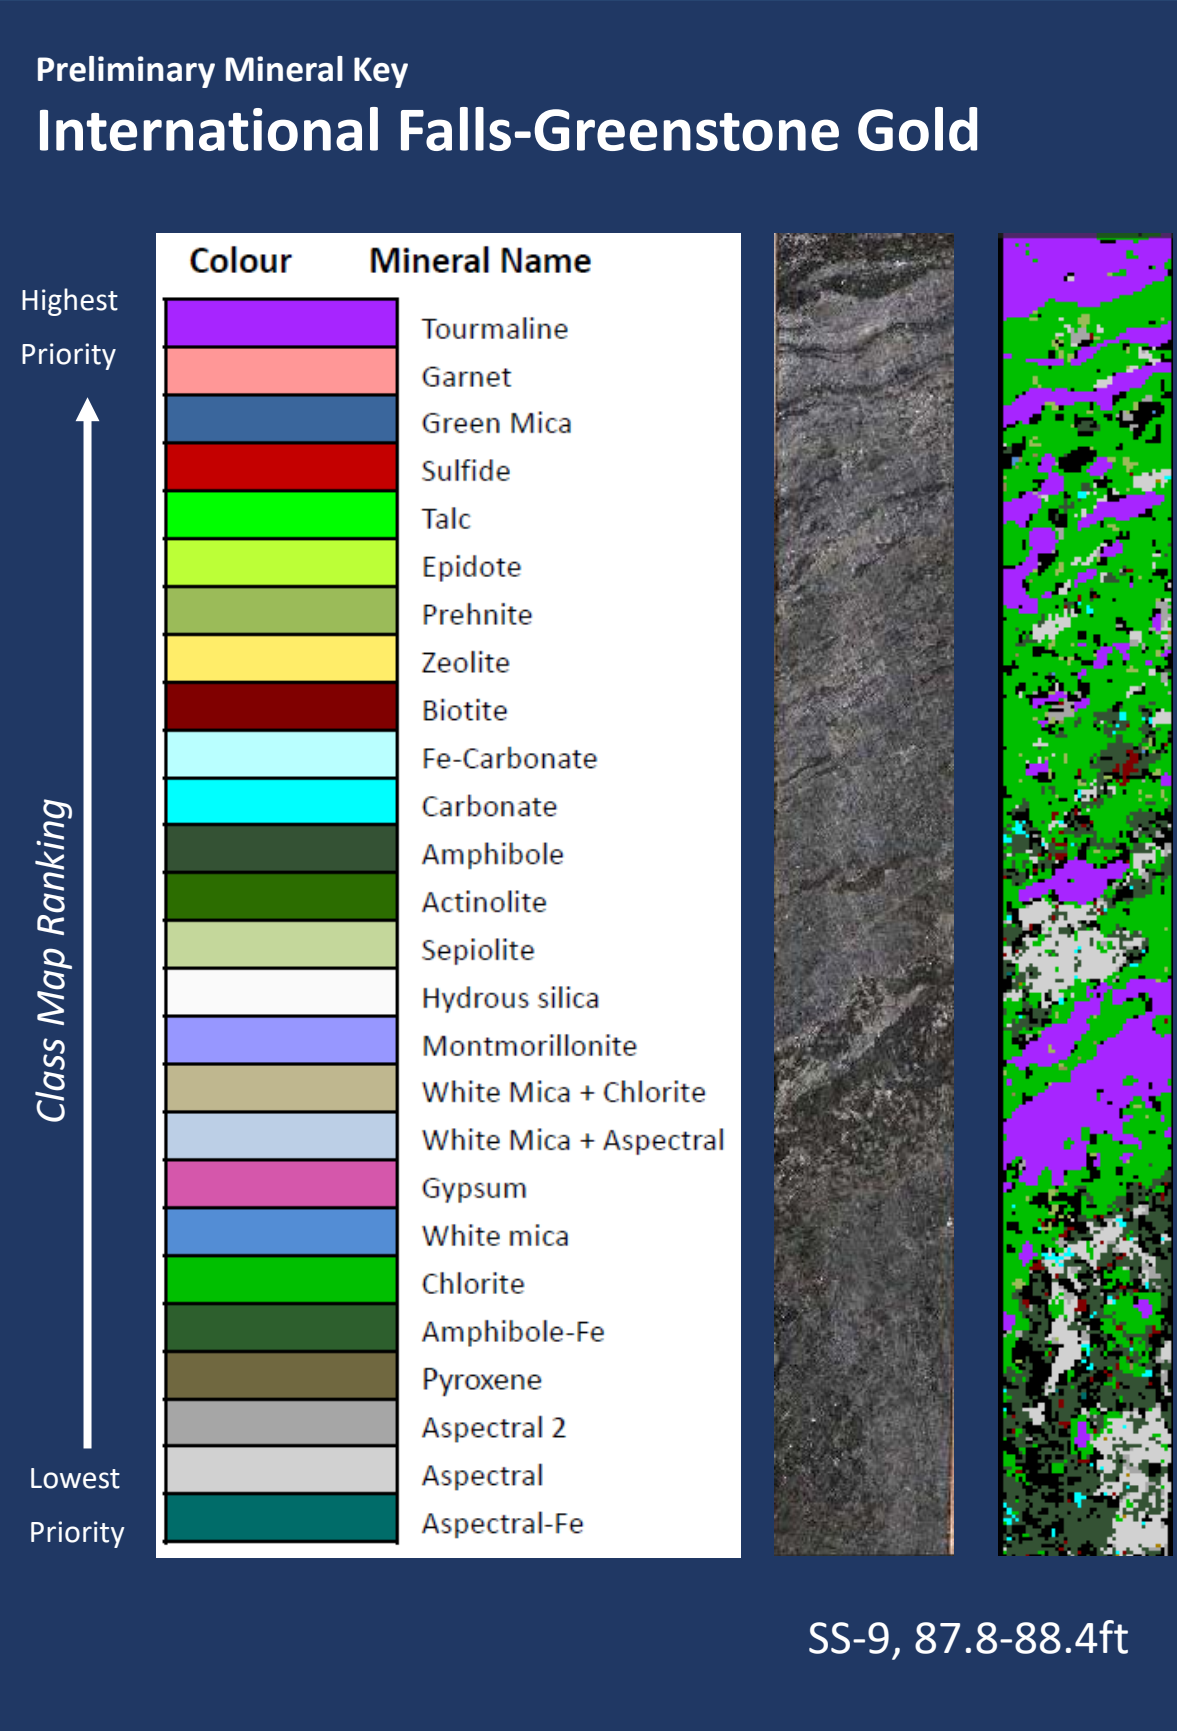 Preliminary Mineral Key
International Falls-Greenstone Gold
Colour Mineral Name
Highest
Priority
Class Map Ranking
Lowest
Priority
Tourmaline
Garnet
Green Mica
Sulfide
Talc
Epidote
Prehnite
Zeolite
Biotite
Fe-Carbonate
Carbonate
Amphibole
Actinolite
Sepiolite
Hydrous silica
Montmorillonite
White Mica + Chlorite
White Mica + Aspectral
Gypsum
White mica
Chlorite
Amphibole-Fe
Pyroxene
Aspectral 2
Aspectral
Aspectral-Fe
SS-9, 87.8-88.4ft